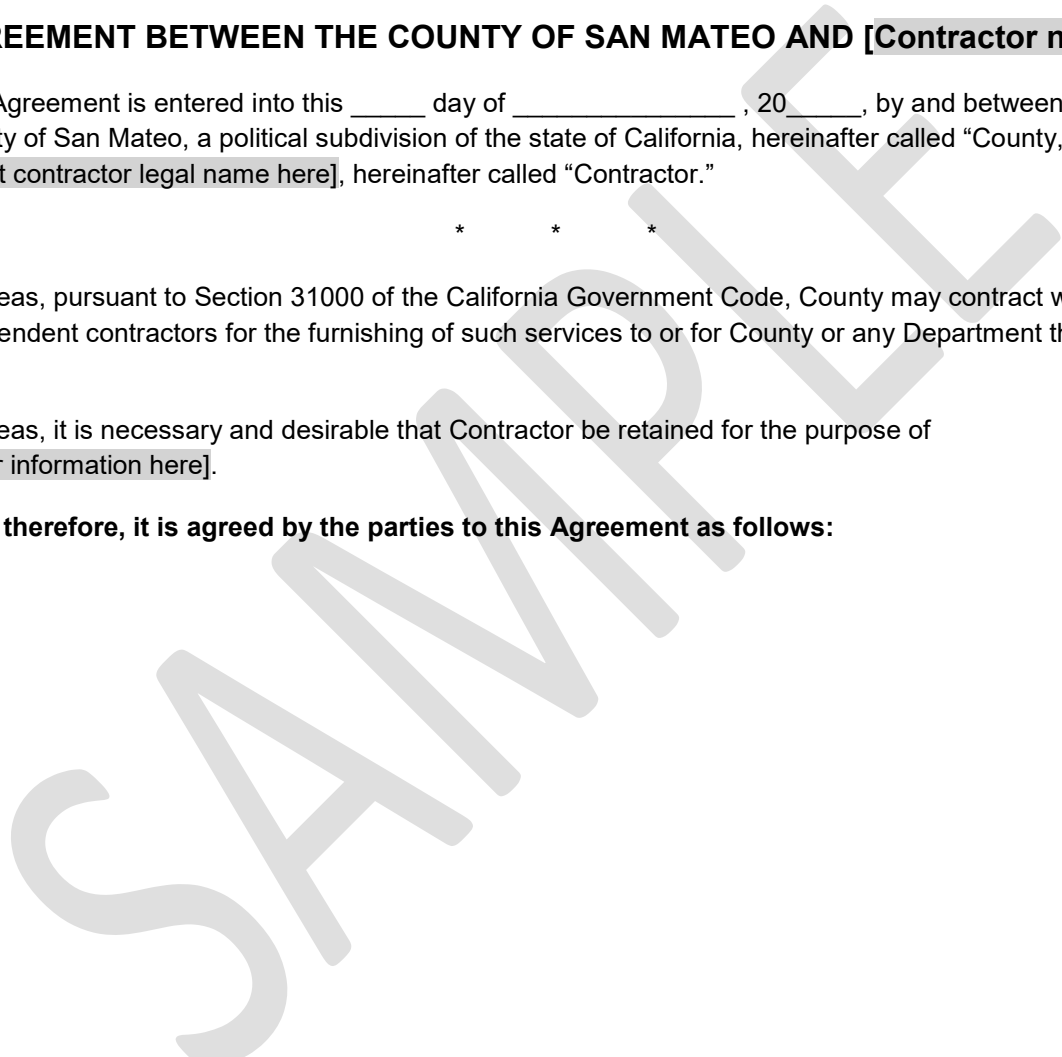 REEMENT BETWEEN THE COUNTY OF SAN MATEO AND [Contractor n
Agreement is entered into this _____ day of _______________ , 20_____, by and between
ty of San Mateo, a political subdivision of the state of California, hereinafter called “County,
t contractor legal name here], hereinafter called “Contractor.”
* * *
eas, pursuant to Section 31000 of the California Government Code, County may contract w
endent contractors for the furnishing of such services to or for County or any Department th
eas, it is necessary and desirable that Contractor be retained for the purpose of
r information here].
therefore, it is agreed by the parties to this Agreement as follows:
SAMPLE